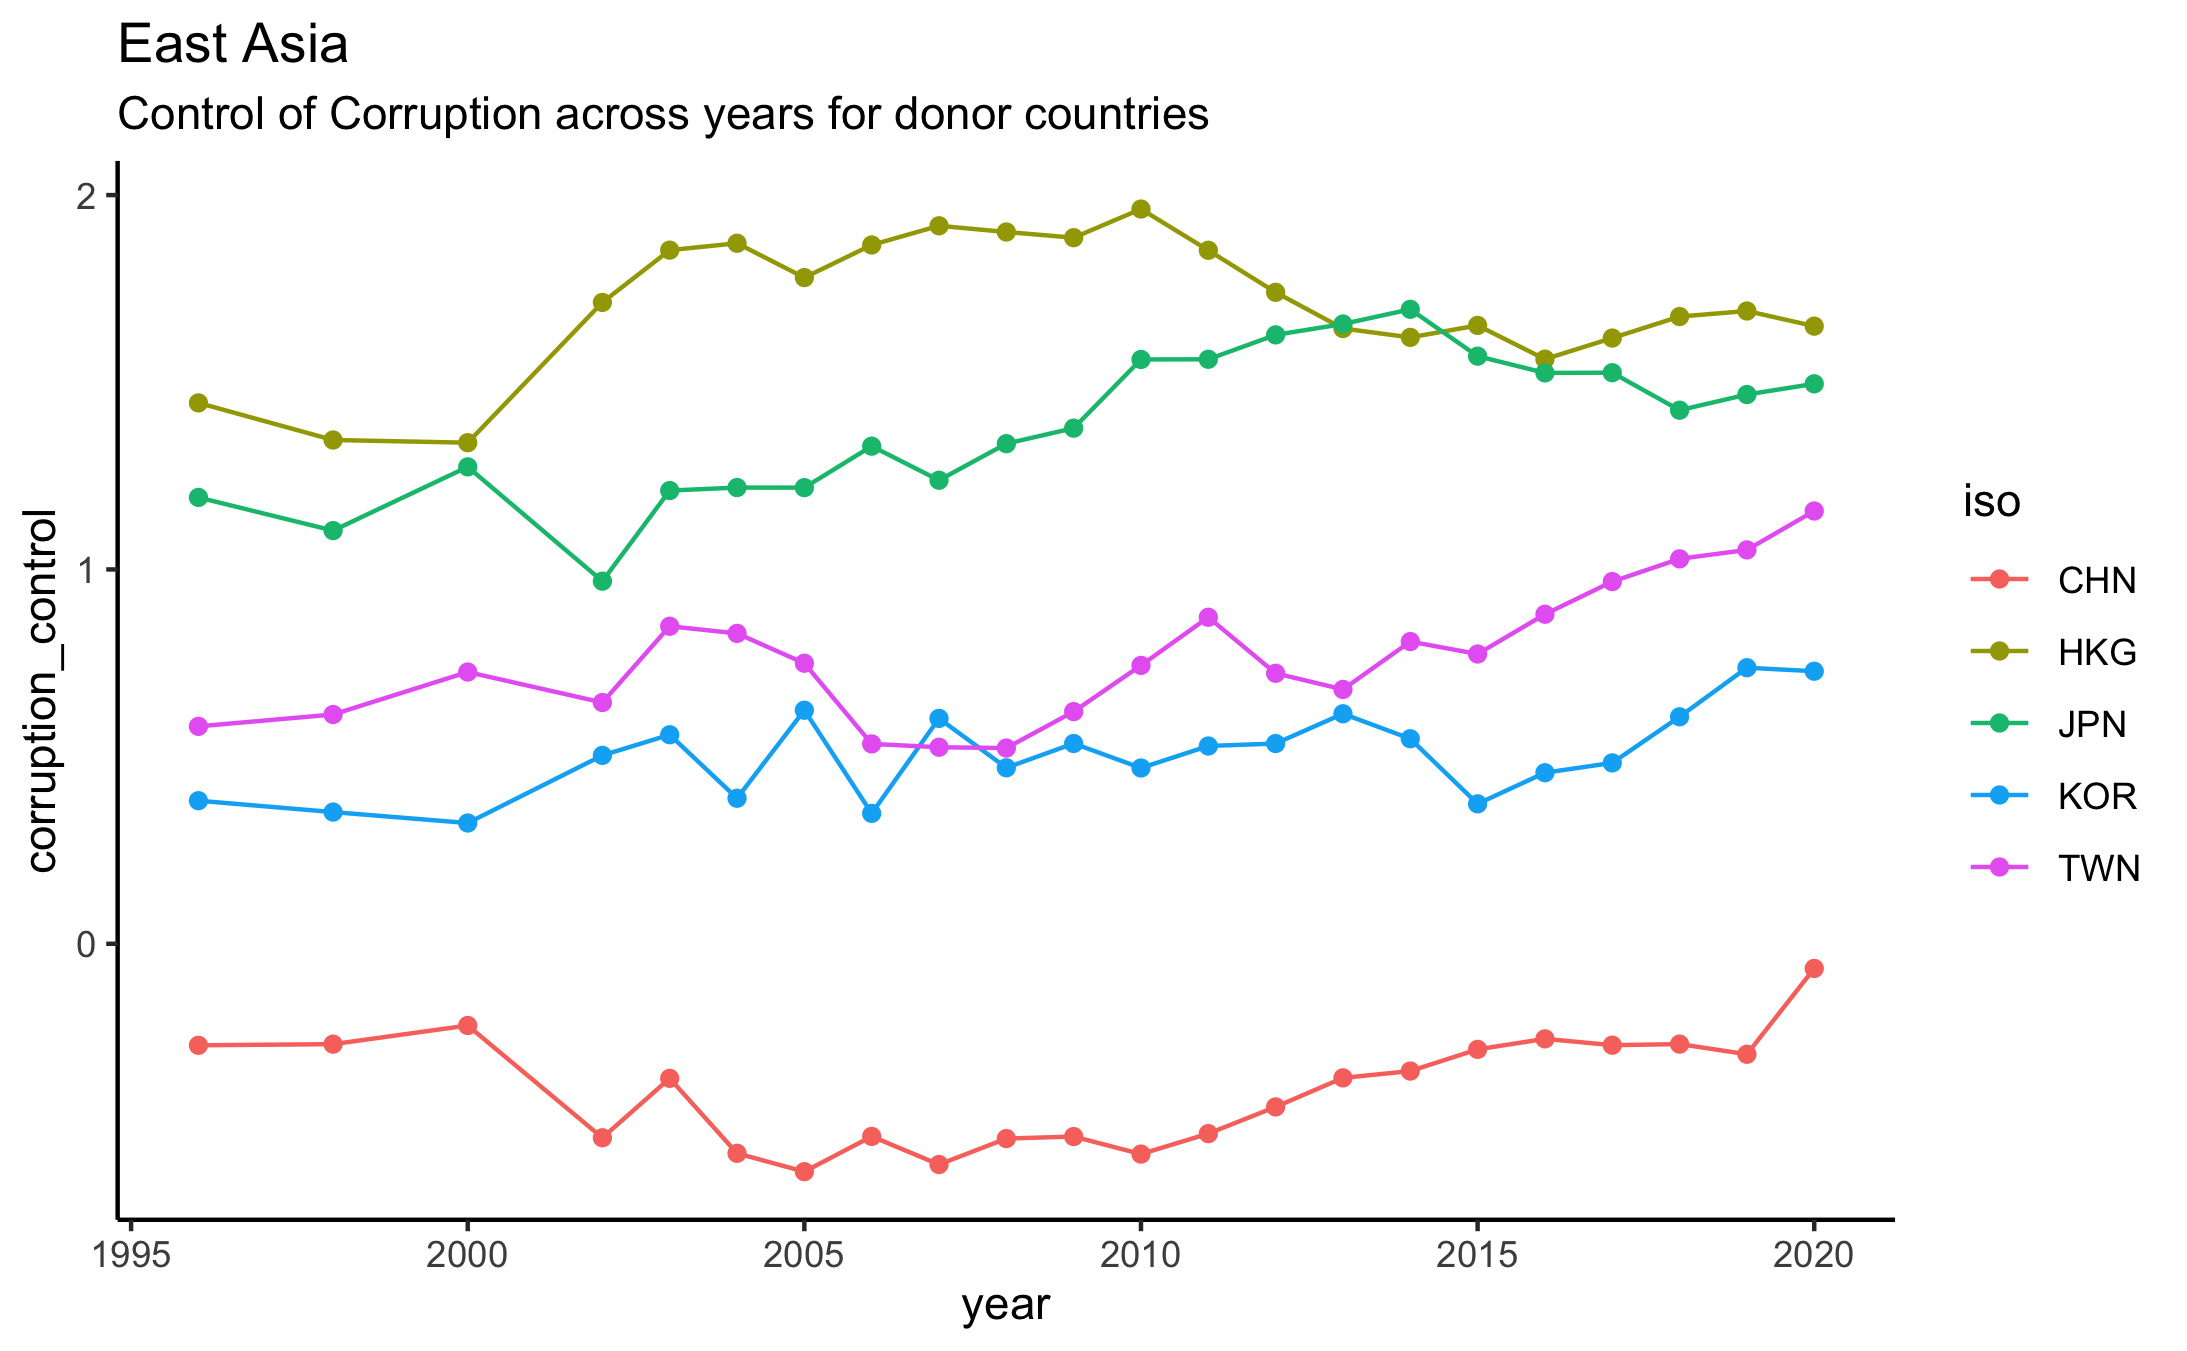 East Asia
Control of Corruption across years for donor countries
corruption_control
2
1
0
1995 2000 2005 2010 2015 2020
year
iso
CHN
HKG
JPN
KOR
TWN